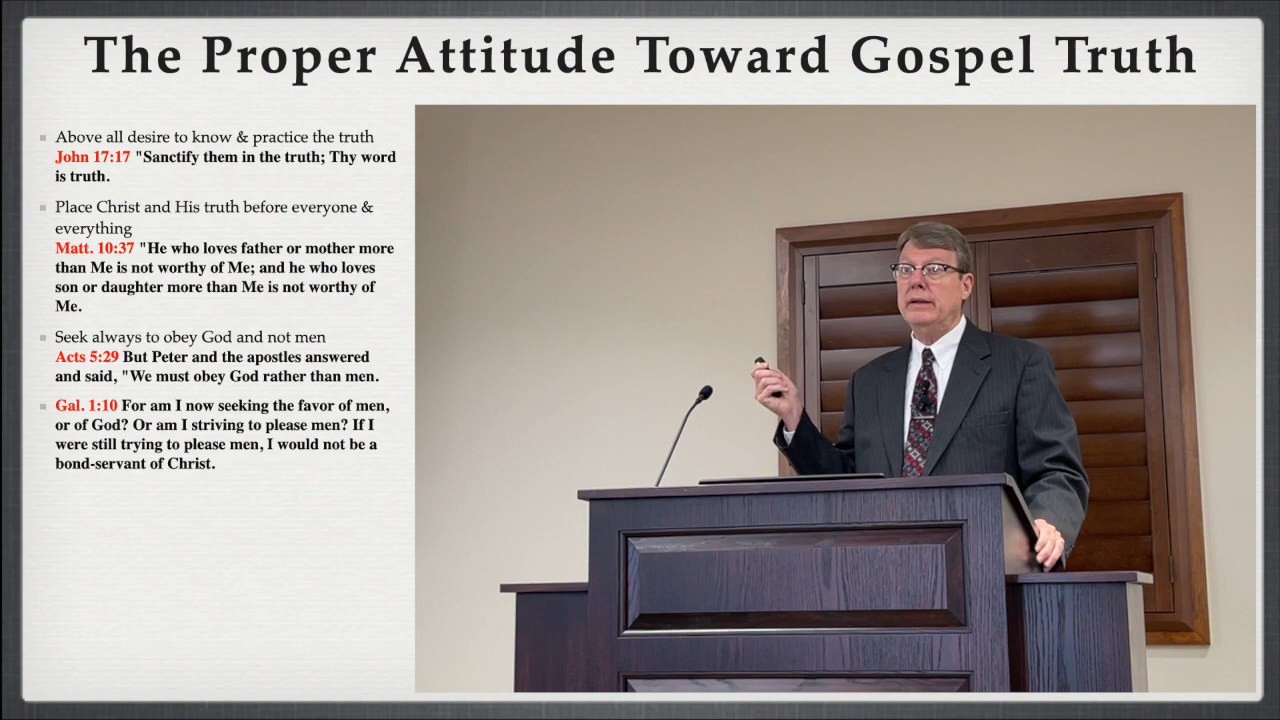 The Proper Attitude Toward Gospel Truth
Above all desire to know & practice the truth
John 17:17 "Sanctify them in the truth; Thy word
is truth.
Place Christ and His truth before everyone &
everything
Matt. 10:37 "He who loves father or mother more
than Me is not worthy of Me; and he who loves
son or daughter more than Me is not worthy of
Me.
Seek always to obey God and not men
Acts 5:29 But Peter and the apostles answered
and said, "We must obey God rather than men.
Gal. 1:10 For am I now seeking the favor of men,
or of God? Or am I striving to please men? If I
were still trying to please men, I would not be a
bond-servant of Christ.